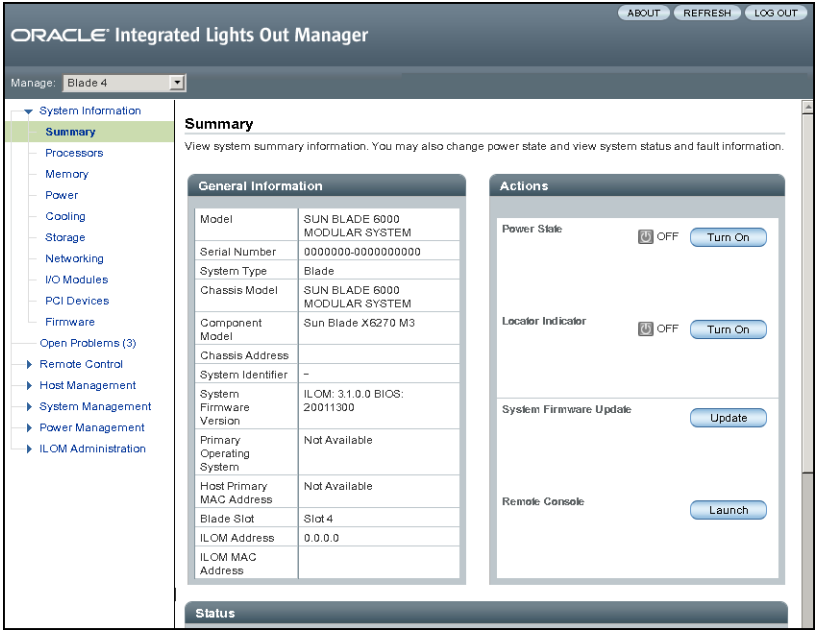 ABOUT REFRESH LOG OUT
ORACLE Integrated Lights Out Manager
Manage: Blade 4
System Information
Summary
Processors
Memory
Power
Cooling
Storage
Networking
I/O Modules
PCI Devices
Firmware
Open Problems (3)
Remote Control
Host Management
System Management
Power Management
ILOM Administration
Summary
View system summary information. You may also change power state and view system status and fault information.
General Information
Model SUN BLADE 6000
MODULAR SYSTEM
Serial Number 0000000-0000000000
System Type Blade
Chassis Model SUN BLADE 6000
MODULAR SYSTEM
Component Sun Blade X6270 M3
Model
Chassis Address
System Identifier –
System ILOM: 3.1.0.0 BIOS:
Firmware 20011300
Version
Primary Not Available
Operating
System
Host Primary Not Available
MAC Address
Blade Slot Slot 4
ILOM Address 0.0.0.0
ILOM MAC
Address
Actions
Power State OFF Turn On
Locator Indicator OFF Turn On
System Firmware Update Update
Remote Console Launch
Status